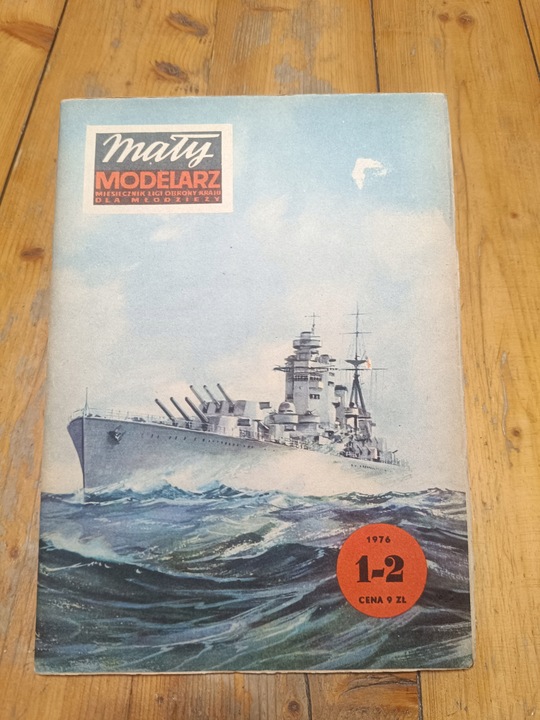 mały
MODELARZ
MIESIĘCZNIK LIGI OBRONY KRAJU
DLA MŁODZIEŻY
1976
1-2
CENA 9 ZŁ